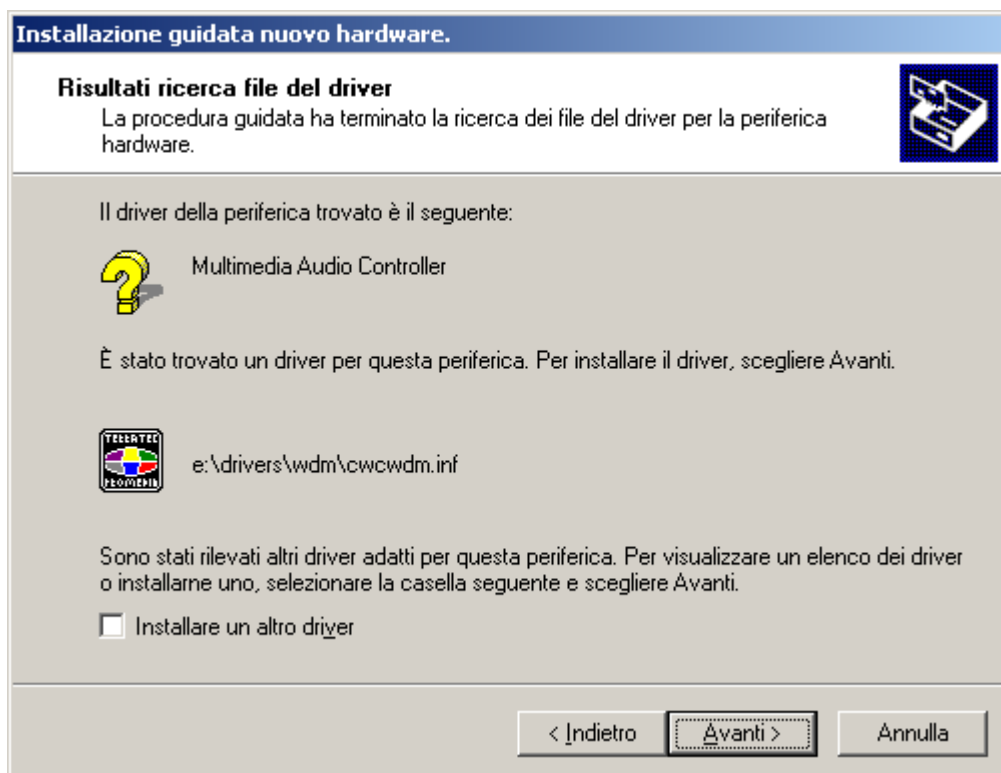 Installazione guidata nuovo hardware.
Risultati ricerca file del driver
La procedura guidata ha terminato la ricerca dei file del driver per la periferica
hardware.
Il driver della periferica trovato è il seguente:
Multimedia Audio Controller
È stato trovato un driver per questa periferica. Per installare il driver, scegliere Avanti.
TERRATEC
PROMEDIA
e:\drivers\wdm\cwcwdm.inf
Sono stati rilevati altri driver adatti per questa periferica. Per visualizzare un elenco dei driver
o installarne uno, selezionare la casella seguente e scegliere Avanti.
Installare un altro driver
< Indietro
Avanti >
Annulla